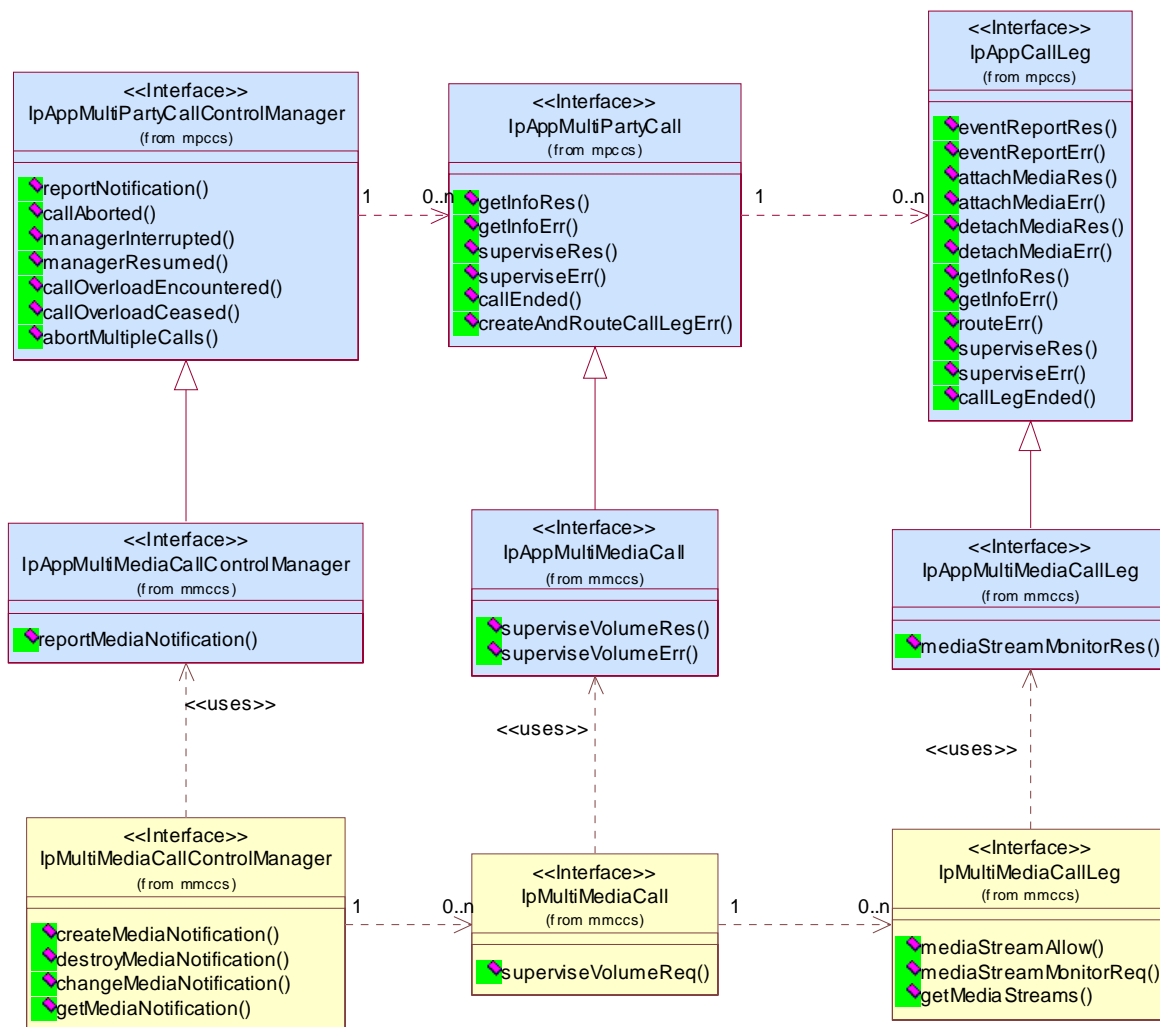 <<Interface>>
IpAppMultiPartyCallControlManager
(from mpccs)
reportNotification()
callAborted()
managerInterrupted()
managerResumed()
callOverloadEncountered()
callOverloadCeased()
abortMultipleCalls()
1
0..n
<<Interface>>
IpAppMultiPartyCall
(from mpccs)
getInfoRes()
getInfoErr()
superviseRes()
superviseErr()
callEnded()
createAndRouteCallLegErr()
1
0..n
<<Interface>>
IpAppCallLeg
(from mpccs)
eventReportRes()
eventReportErr()
attachMediaRes()
attachMediaErr()
detachMediaRes()
detachMediaErr()
getInfoRes()
getInfoErr()
routeErr()
superviseRes()
superviseErr()
callLegEnded()
<<Interface>>
IpAppMultiMediaCallControlManager
(from mmccs)
reportMediaNotification()
<<Interface>>
IpAppMultiMediaCall
(from mmccs)
superviseVolumeRes()
superviseVolumeErr()
<<Interface>>
IpAppMultiMediaCallLeg
(from mmccs)
mediaStreamMonitorRes()
<<uses>>
<<uses>>
<<uses>>
<<Interface>>
IpMultiMediaCallControlManager
(from mmccs)
createMediaNotification()
destroyMediaNotification()
changeMediaNotification()
getMediaNotification()
1
0..n
<<Interface>>
IpMultiMediaCall
(from mmccs)
superviseVolumeReq()
1
0..n
<<Interface>>
IpMultiMediaCallLeg
(from mmccs)
mediaStreamAllow()
mediaStreamMonitorReq()
getMediaStreams()